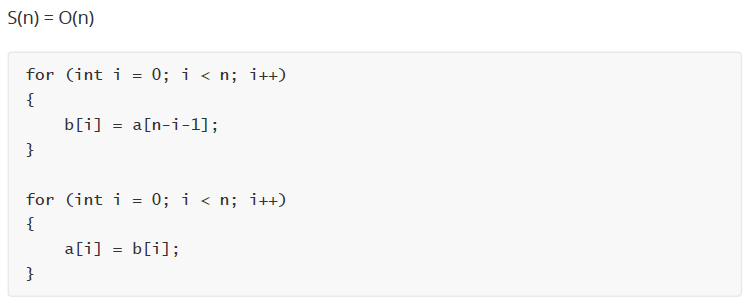 S(n) = O(n)
for (int i = 0; i < n; i++)
{
    b[i] = a[n-i-1];
}
for (int i = 0; i < n; i++)
{
    a[i] = b[i];
}